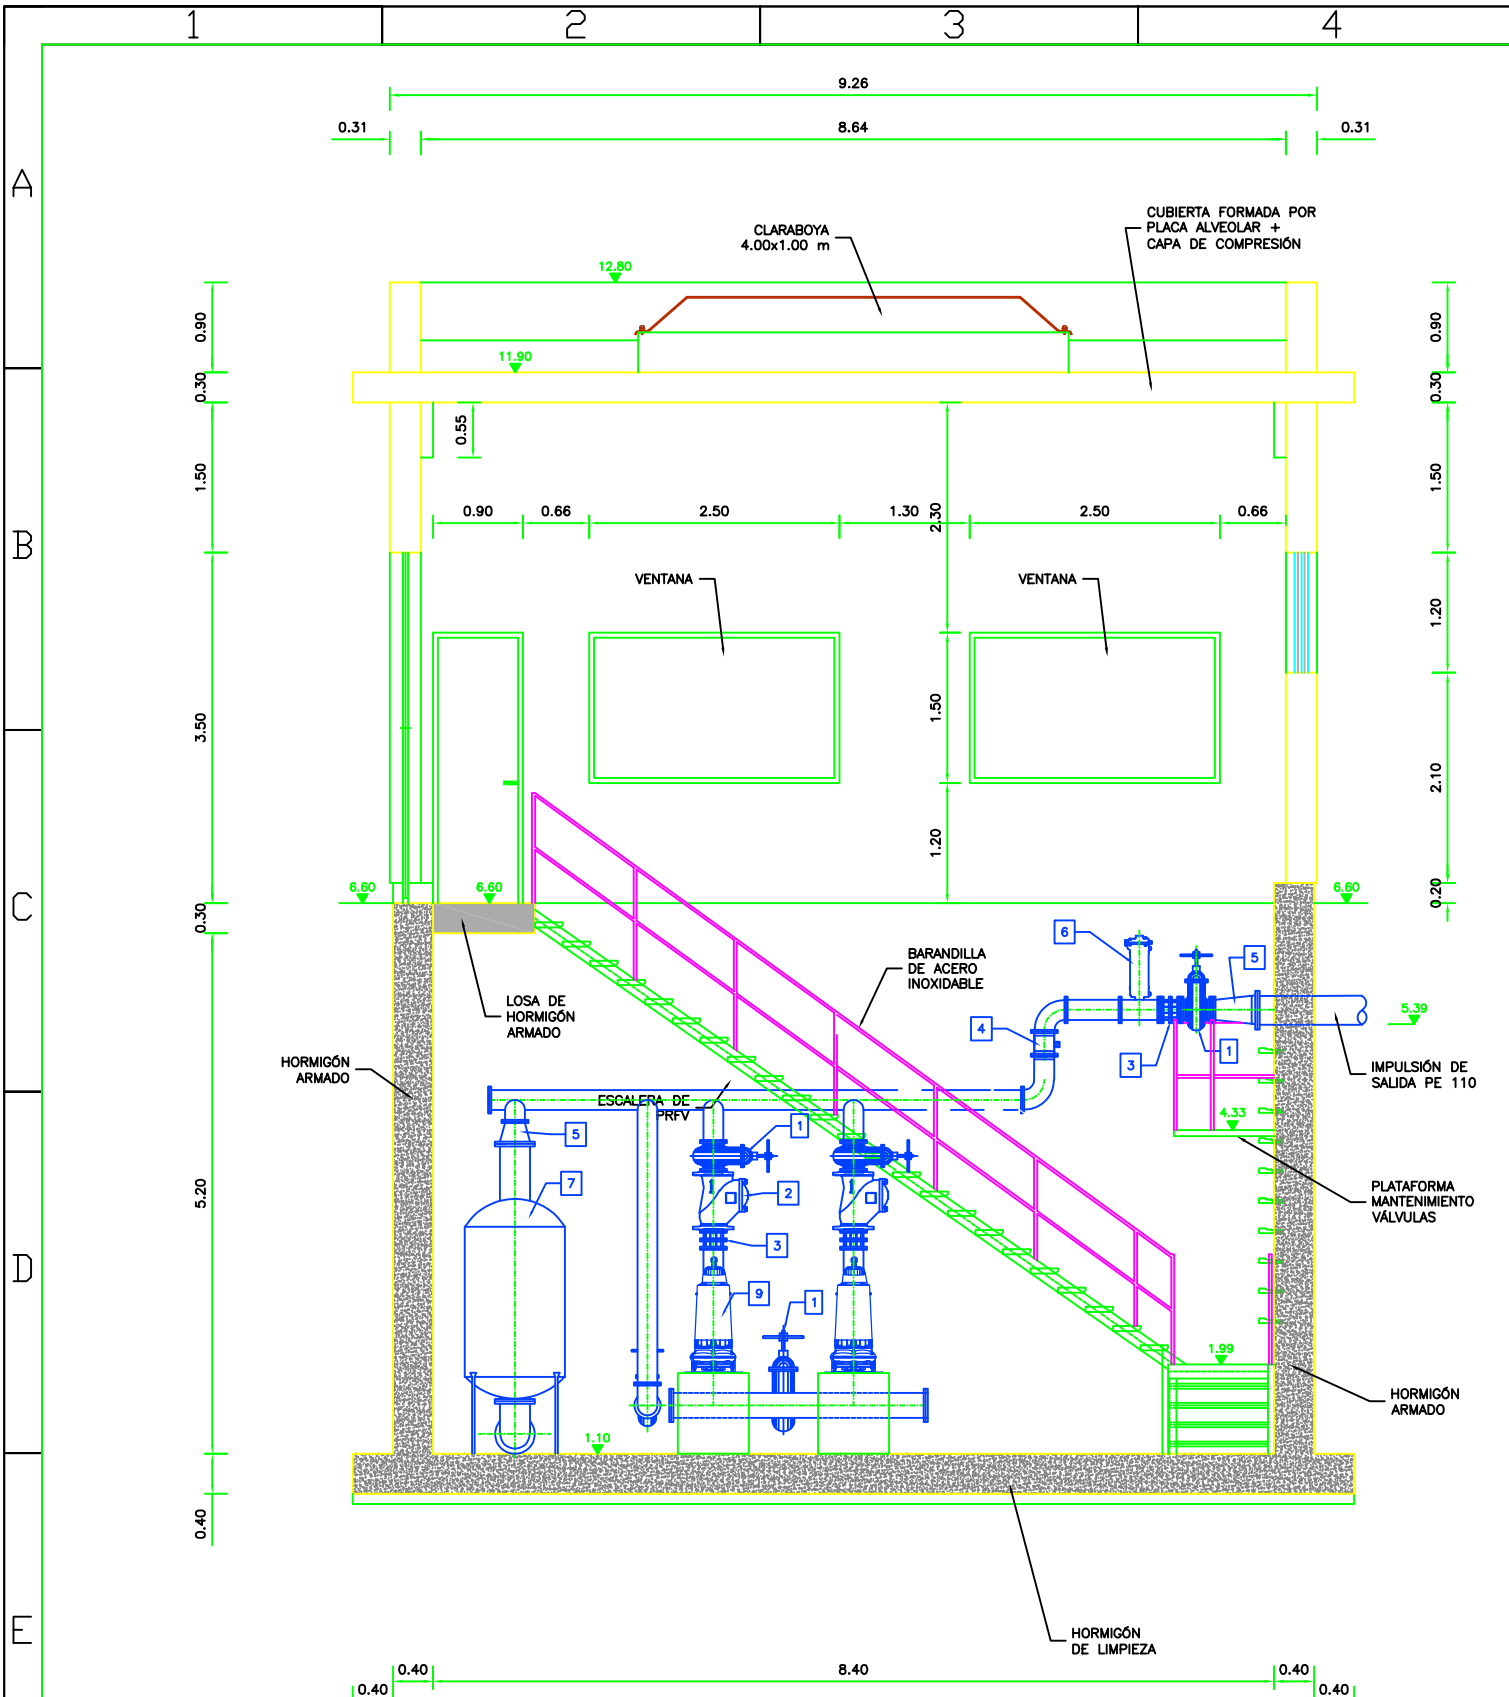 1
2
3
4
9.26
0.31
8.64
0.31
A
CUBIERTA FORMADA POR
PLACA ALVEOLAR +
CAPA DE COMPRESIÓN
CLARABOYA
4.00x1.00 m
12.80
0.90
0.90
11.90
0.30
0.30
0.55
1.50
1.50
0.90
0.66
2.50
1.30
2.30
2.50
0.66
B
VENTANA
VENTANA
1.20
3.50
1.50
2.10
1.20
6.60
6.60
6.60
0.20
C
0.30
6
BARANDILLA
DE ACERO
INOXIDABLE
5
LOSA DE
HORMIGÓN
ARMADO
5.39
4
3
1
HORMIGÓN
ARMADO
IMPULSIÓN DE
SALIDA PE 110
ESCALERA DE
PRFV
4.33
5
1
7
2
PLATAFORMA
MANTENIMIENTO
VÁLVULAS
5.20
3
D
9
1
1.99
HORMIGÓN
ARMADO
1.10
0.40
E
HORMIGÓN
DE LIMPIEZA
0.40
8.40
0.40
0.40
0.40